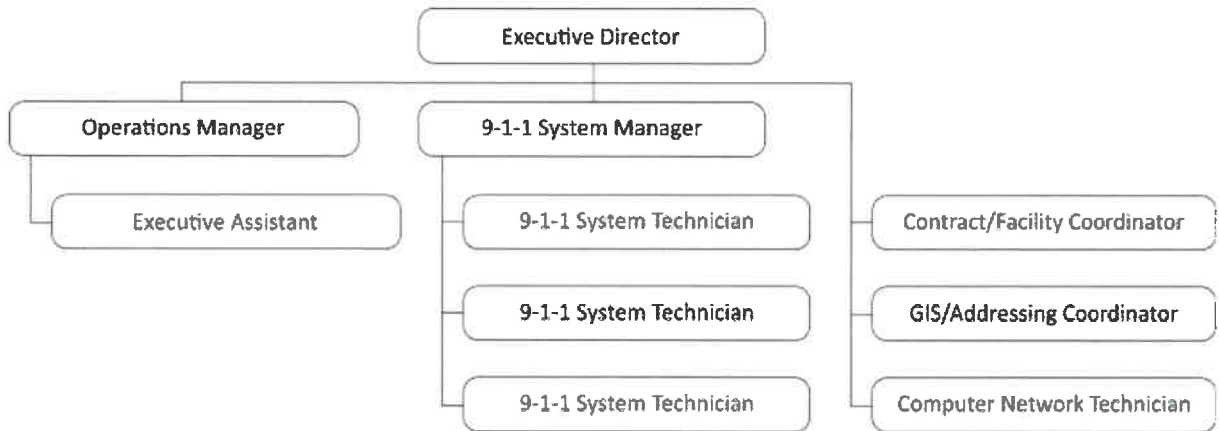 Executive Director
Operations Manager
9-1-1 System Manager
Executive Assistant
9-1-1 System Technician
Contract/Facility Coordinator
9-1-1 System Technician
GIS/Addressing Coordinator
9-1-1 System Technician
Computer Network Technician